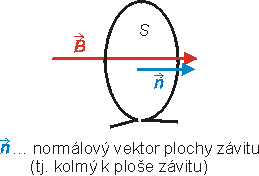 S
B⃗
n⃗
n⃗ ... normálový vektor plochy závitu
(tj. kolmý k ploše závitu)